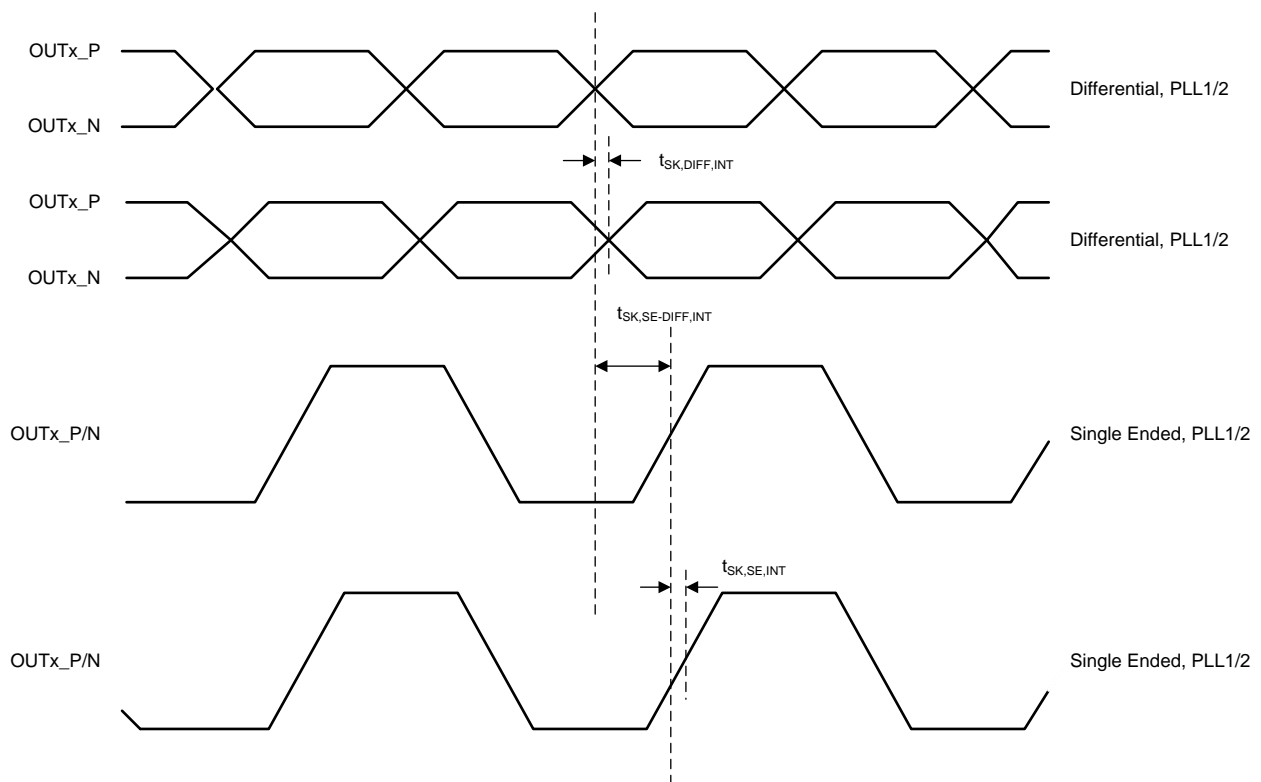 OUTx_P
Differential, PLL1/2
OUTx_N
tSK,DIFF,INT
OUTx_P
Differential, PLL1/2
OUTx_N
tSK,SE-DIFF,INT
OUTx_P/N
Single Ended, PLL1/2
tSK,SE,INT
OUTx_P/N
Single Ended, PLL1/2